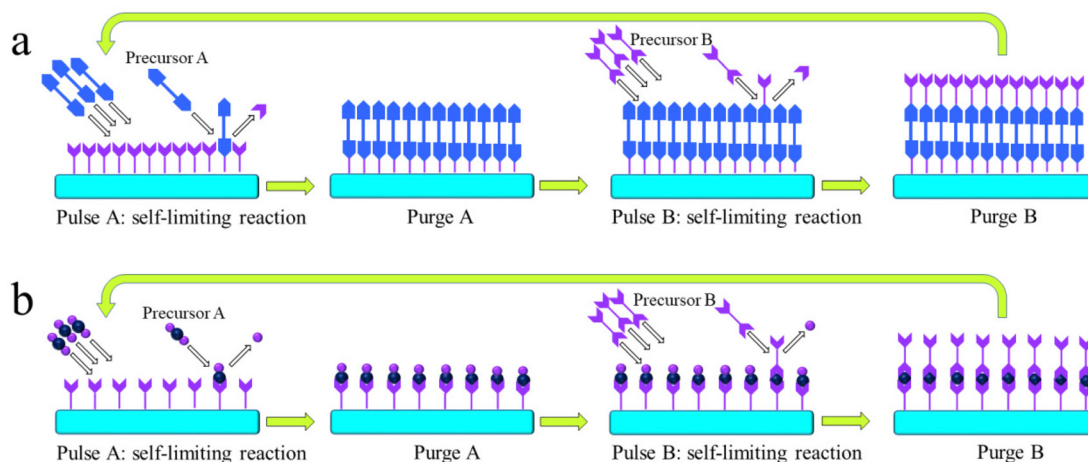 a
Precursor A
Precursor B
Pulse A: self-limiting reaction
Purge A
Pulse B: self-limiting reaction
Purge B
b
Precursor A
Precursor B
Pulse A: self-limiting reaction
Purge A
Pulse B: self-limiting reaction
Purge B